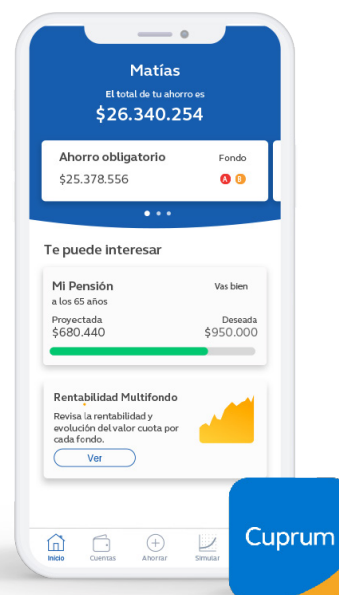 Matías
El total de tu ahorro es
$26.340.254
Ahorro obligatorio Fondo
$25.378.556 A B
Te puede interesar
Mi Pensión Vas bien
a los 65 años
Proyectada Deseada
$680.440 $950.000
Rentabilidad Multifondo
Revisa la rentabilidad y
evolución del valor cuota por
cada fondo.
Ver
Inicio Cuentas Ahorrar Simular
Cuprum